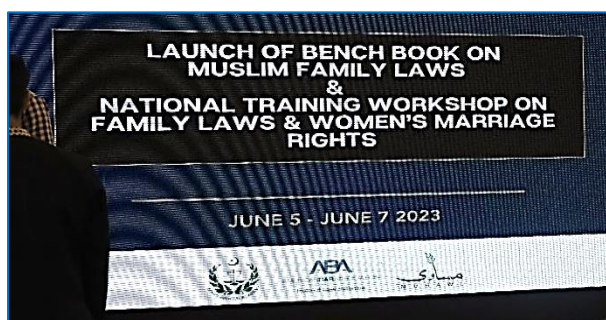 LAUNCH OF BENCH BOOK ON
MUSLIM FAMILY LAWS
&
NATIONAL TRAINING WORKSHOP ON
FAMILY LAWS & WOMEN'S MARRIAGE
RIGHTS
JUNE 5 - JUNE 7 2023
ABA